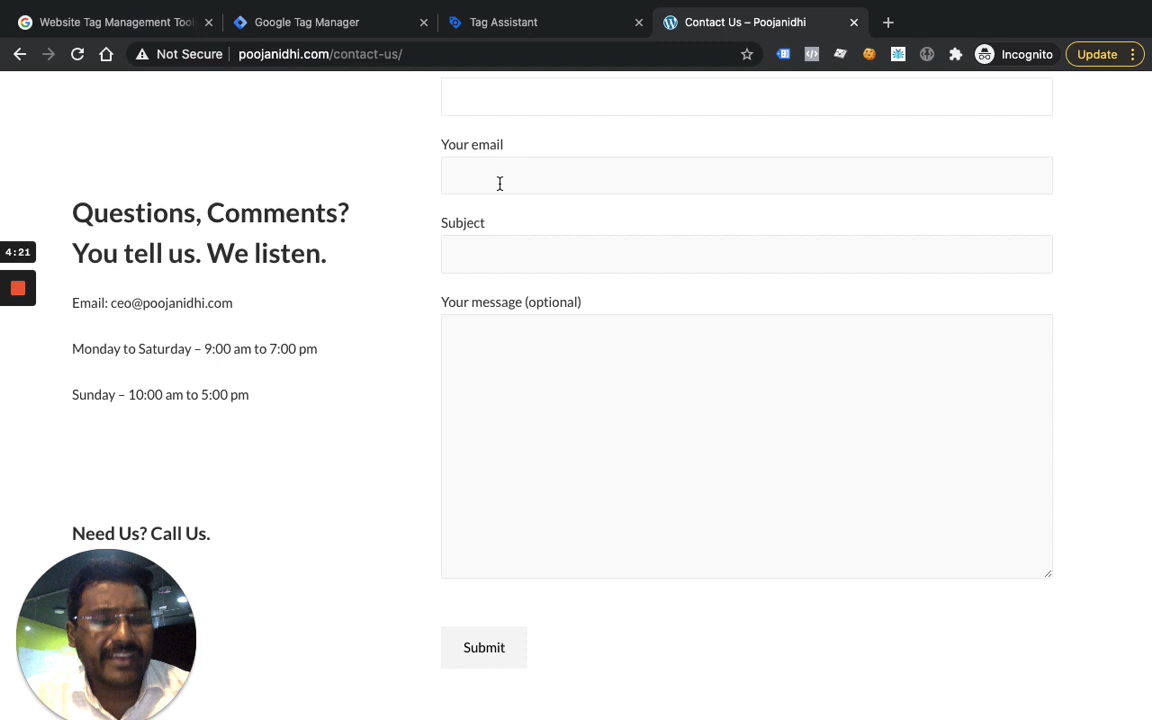 Website Tag Management Tool
Google Tag Manager
Tag Assistant
Contact Us – Poojanidhi
Not Secure
poojanidhi.com/contact-us/
Incognito
Update
Your email
Questions, Comments?
You tell us. We listen.
Subject
4:21
Email: ceo@poojanidhi.com
Your message (optional)
Monday to Saturday – 9:00 am to 7:00 pm
Sunday – 10:00 am to 5:00 pm
Need Us? Call Us.
Submit